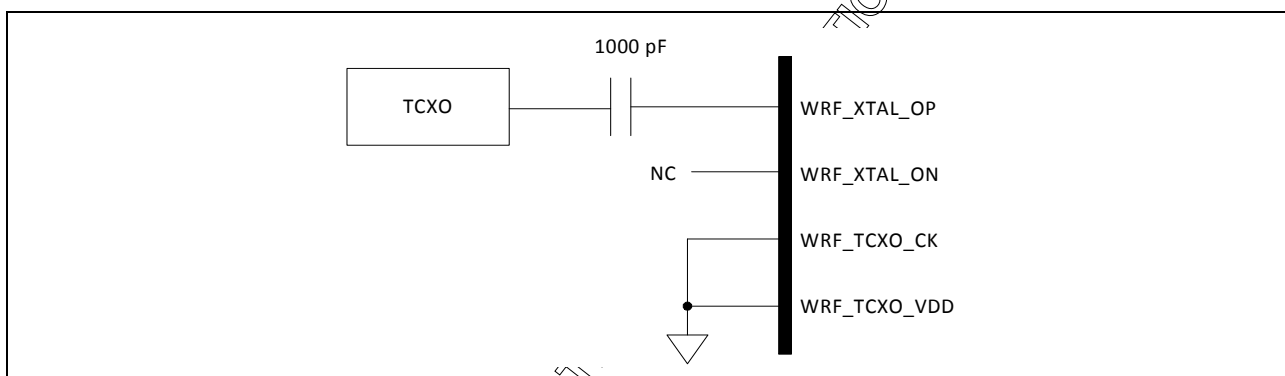 1000 pF
TCXO
WRF_XTAL_OP
NC
WRF_XTAL_ON
WRF_TCXO_CK
WRF_TCXO_VDD